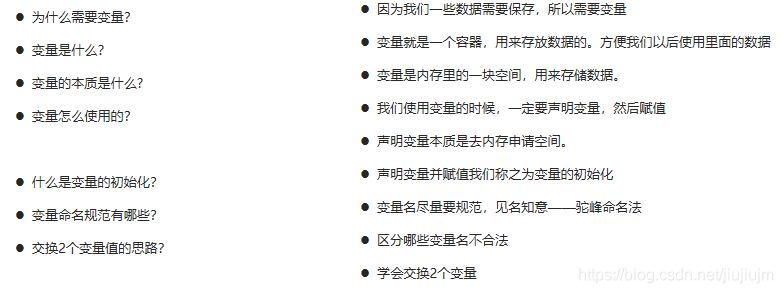 ● 为什么需要变量？
● 变量是什么？
● 变量的本质是什么？
● 变量怎么使用的？
● 什么是变量的初始化？
● 变量命名规范有哪些？
● 交换2个变量值的思路？
● 因为我们一些数据需要保存，所以需要变量
● 变量就是一个容器，用来存放数据的。方便我们以后使用里面的数据
● 变量是内存里的一块空间，用来存储数据。
● 我们使用变量的时候，一定要声明变量，然后赋值
● 声明变量本质是去内存申请空间。
● 声明变量并赋值我们称之为变量的初始化
● 变量名尽量要规范，见名知意——驼峰命名法
● 区分哪些变量名不合法
● 学会交换2个变量
https://blog.csdn.net/jiujiujm